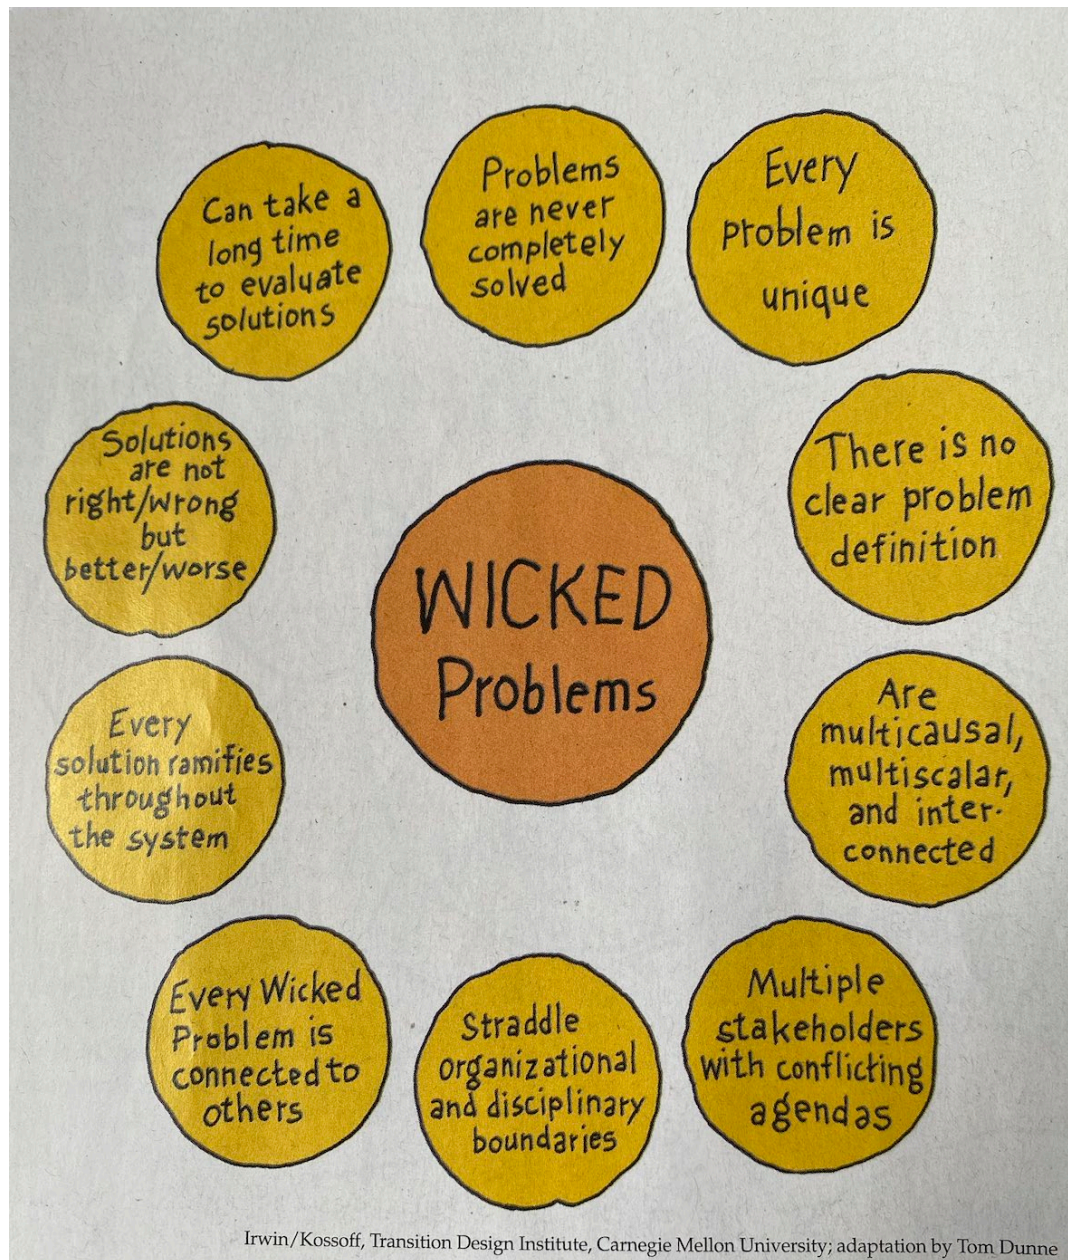 Can take a
long time
to evaluate
solutions
Problems
are never
completely
solved
Every
problem is
unique
Solutions
are not
right/wrong
but
better/worse
There is no
clear problem
definition
WICKED
Problems
Every
solution ramifies
throughout
the system
Are
multicausal,
multiscalar,
and inter-
connected
Every Wicked
Problem is
connected to
others
Straddle
organizational
and disciplinary
boundaries
Multiple
stakeholders
with conflicting
agendas
Irwin/Kossoff, Transition Design Institute, Carnegie Mellon University; adaptation by Tom Dunne